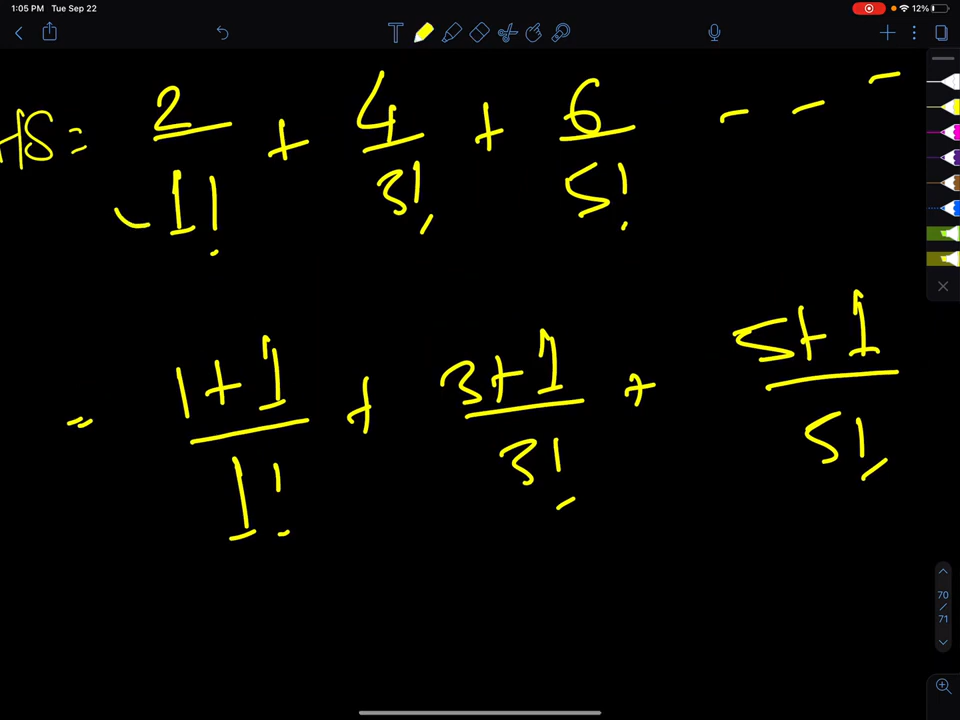 1:05 PM Tue Sep 22 12%
HS = 2/1! + 4/3! + 6/5! - - -
= 1+1/1! + 3+1/3! + 5+1/5!
70
/
71